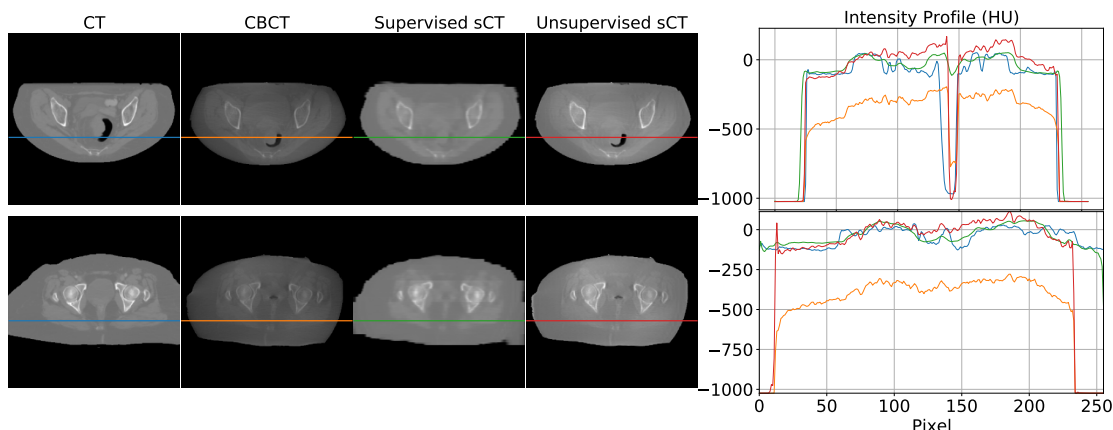 CT CBCT Supervised sCT Unsupervised sCT Intensity Profile (HU)
0
−500
−1000
0
−250
−500
−750
−1000
0 50 100 150 200 250
Pixel